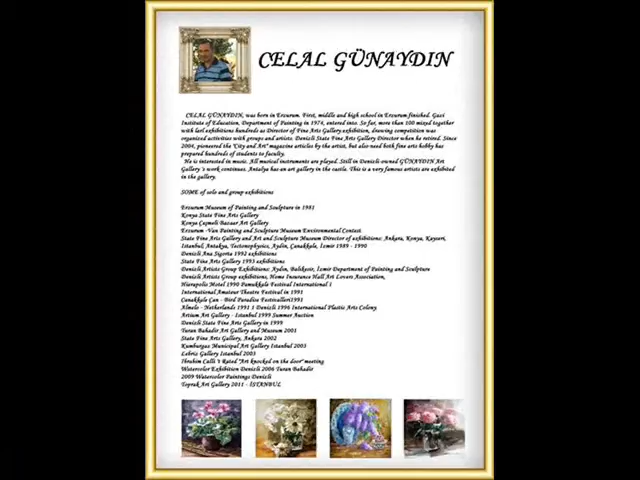 CELAL GÜNAYDIN
CELAL GÜNAYDIN, was born in Erzurum. First, middle and high school in Erzurum finished. Gazi
Institute of Education, Department of Painting in 1974, entered into. So far, more than 100 mixed together
with karl exhibitions hundreds as Director of Fine Arts Gallery exhibition, drawing competition was
organized activities with groups and artists. Denizli State Fine Arts Gallery Director when he retired. Since
2004, pioneered the "City and Art" magazine articles by the artist, but also need both fine arts hobby has
prepared hundreds of students to faculty.
He is interested in music. All musical instruments are played. Still in Denizli owned GÜNAYDIN Art
Gallery 's work continues. Antalya has an art gallery in the castle. This is a very famous artists are exhibited
in the gallery.
SOME of solo and group exhibitions
Erzurum Museum of Painting and Sculpture in 1981
Konya State Fine Arts Gallery
Konya Çeşmeli Bazaar Art Gallery
Erzurum -Van Painting and Sculpture Museum Environmental Contest
State Fine Arts Gallery and Art and Sculpture Museum Director of exhibitions: Ankara, Konya, Kayseri,
İstanbul, Antakya, Tectonophysics, Aydin, Çanakkale, İzmir 1989 - 1990
Denizli Ana Sigorta 1992 exhibitions
State Fine Arts Gallery 1993 exhibitions
Denizli Artists Group Exhibitions: Aydın, Balıkesir, İzmir Department of Painting and Sculpture
Denizli Artists Group exhibitions, Home Insurance Hall Art Lovers Association,
Hierapolis Motel 1990 Pamukkale Festival International 1
International Amateur Theatre Festival in 1991
Canakkale Çan - Bird Paradise Festivalleri1991
Almelo - Netherlands 1991 1 Denizli 1996 International Plastic Arts Colony
Artium Art Gallery - Istanbul 1999 Summer Auction
Denizli State Fine Arts Gallery in 1999
Turan Bahadir Art Gallery and Museum 2001
State Fine Arts Gallery, Ankara 2002
Kumburgaz Municipal Art Gallery Istanbul 2003
Lebriz Gallery Istanbul 2003
Ibrahim Calli 't Rated "Art knocked on the door" meeting
Watercolor Exhibition Denizli 2006 Turan Bahadir
2009 Watercolor Paintings Denizli
Toprak Art Gallery 2011 - İSTANBUL